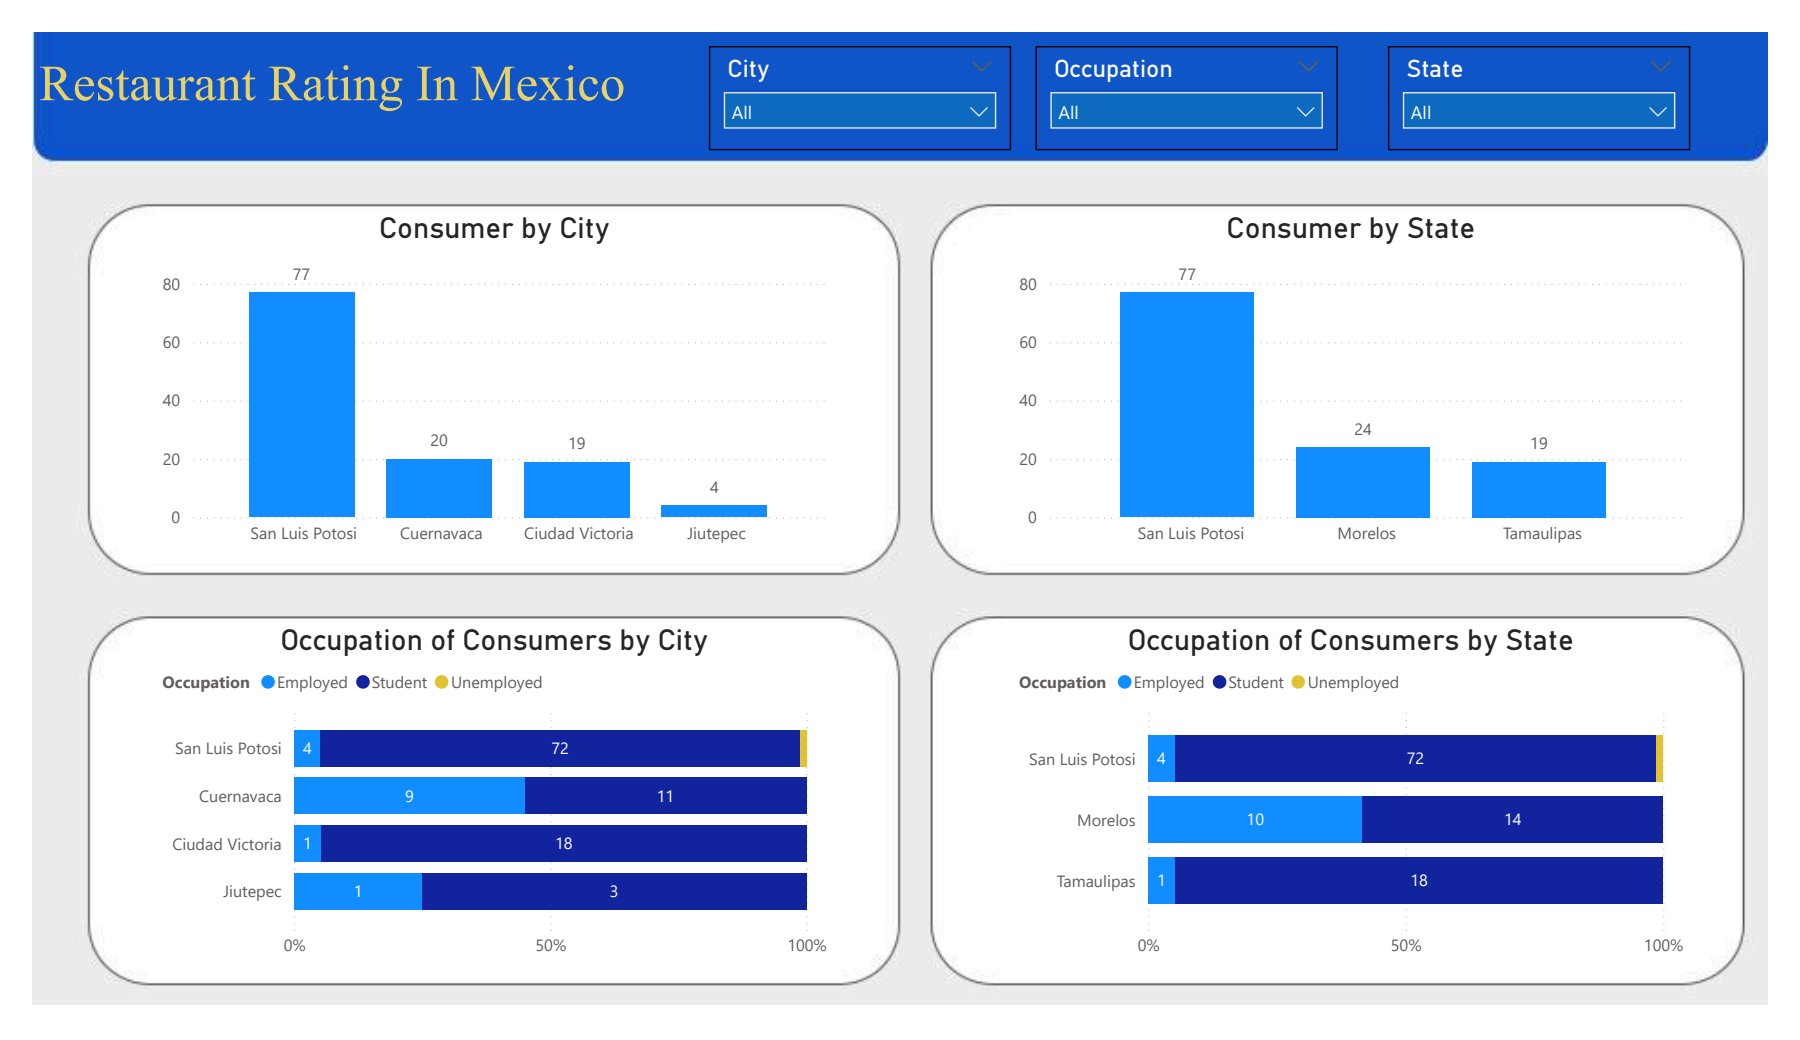 Restaurant Rating In Mexico
City
All
Occupation
All
State
All
Consumer by City
80
60
40
20
0
77
20
19
4
San Luis Potosi
Cuernavaca
Ciudad Victoria
Jiutepec
Consumer by State
80
60
40
20
0
77
24
19
San Luis Potosi
Morelos
Tamaulipas
Occupation of Consumers by City
Occupation Employed Student Unemployed
San Luis Potosi 4 72
Cuernavaca 9 11
Ciudad Victoria 1 18
Jiutepec 1 3
0% 50% 100%
Occupation of Consumers by State
Occupation Employed Student Unemployed
San Luis Potosi 4 72
Morelos 10 14
Tamaulipas 1 18
0% 50% 100%